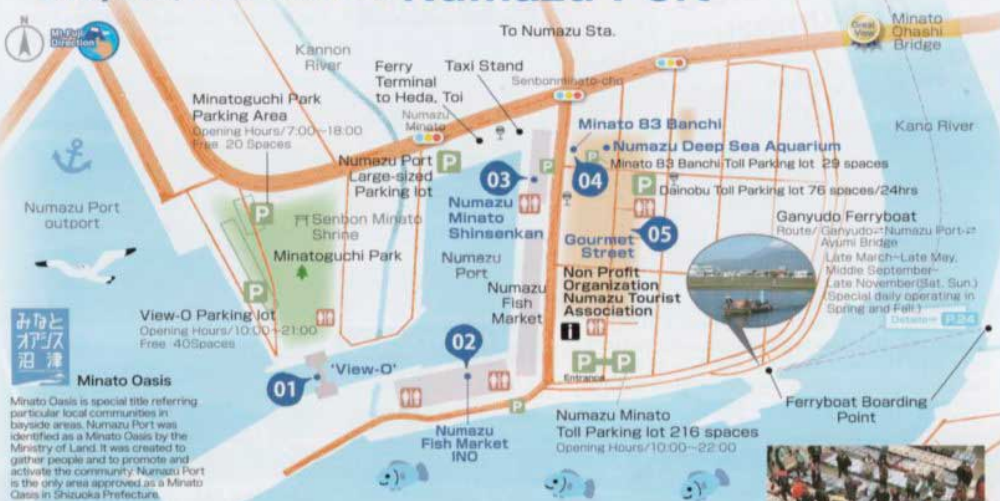 Numazu Port
N
Mt.Fuji
Direction
To Numazu Sta.
Great
View
Minato
Ohashi
Bridge
Kannon
River
Ferry
Terminal
to Heda, Toi
Taxi Stand
Senbonminato-cho
Minatoguchi Park
Parking Area
Opening Hours/7:00~18:00
Free 20 Spaces
Numazu
Minato
Minato 83 Banchi
Kano River
Numazu Deep Sea Aquarium
Numazu Port
Large-sized
Parking lot
P
P
P
Minato 83 Banchi Toll Parking lot 29 spaces
03
04
P
Dainobu Toll Parking lot 76 spaces/24hrs
Numazu Port
outport
P
Senbon Minato
Shrine
Numazu
Minato
Shinsenkan
Ganyudo Ferryboat
Route/Ganyudo⇄Numazu Port⇄
Ayumi Bridge
Late March~Late May,
Middle September~
Late November(Sat. Sun.)
(Special daily operating in
Spring and Fall.)
Details→ P.24
05
Gourmet
Street
Minatoguchi Park
Numazu
Port
Non Profit
Organization
Numazu Tourist
Association
i
Numazu
Fish
Market
P
View-O Parking lot
Opening Hours/10:00~21:00
Free 40Spaces
みなと
オアシス
沼津
Minato Oasis
01
'View-O'
02
P P
Entrance
Minato Oasis is special title referring
particular local communities in
bayside areas. Numazu Port was
identified as a Minato Oasis by the
Ministry of Land. It was created to
gather people and to promote and
activate the community. Numazu Port
is the only area approved as a Minato
Oasis in Shizuoka Prefecture.
P
Numazu
Fish Market
INO
Numazu Minato
Toll Parking lot 216 spaces
Opening Hours/10:00~22:00
Ferryboat Boarding
Point